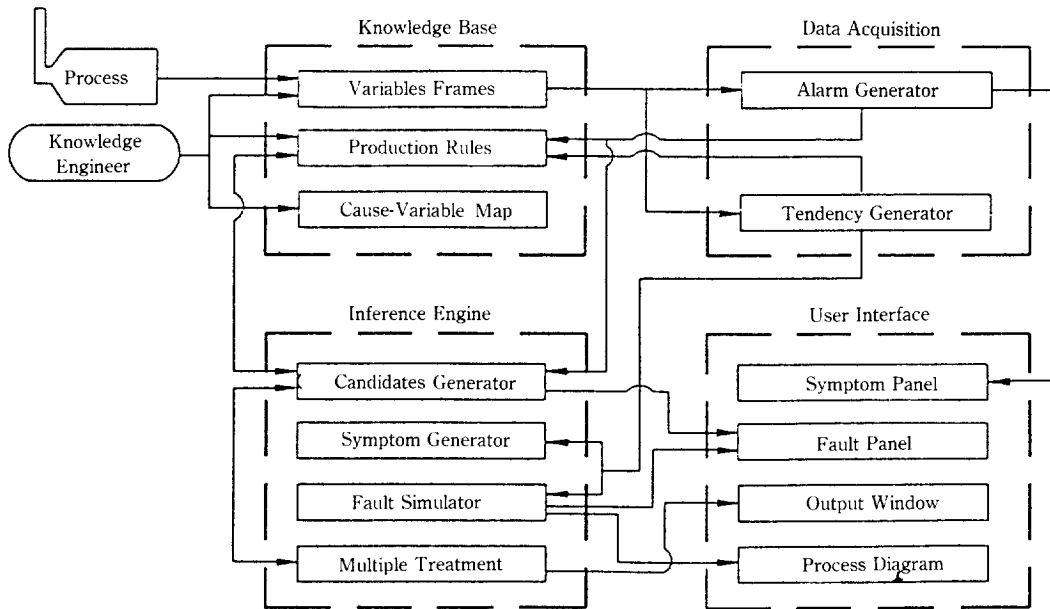 Knowledge Base
Data Acquisition
Process
Variables Frames
Alarm Generator
Knowledge
Engineer
Production Rules
Cause-Variable Map
Tendency Generator
Inference Engine
User Interface
Candidates Generator
Symptom Panel
Symptom Generator
Fault Panel
Fault Simulator
Output Window
Multiple Treatment
Process Diagram